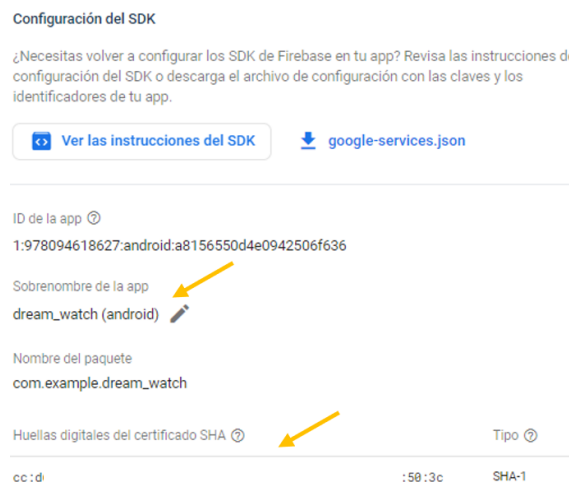 Configuración del SDK
¿Necesitas volver a configurar los SDK de Firebase en tu app? Revisa las instrucciones de
configuración del SDK o descarga el archivo de configuración con las claves y los
identificadores de tu app.
Ver las instrucciones del SDK
google-services.json
ID de la app
1:978094618627:android:a8156550d4e0942506f636
Sobrenombre de la app
dream_watch (android)
Nombre del paquete
com.example.dream_watch
Huellas digitales del certificado SHA Tipo
cc:d :50:3c SHA-1